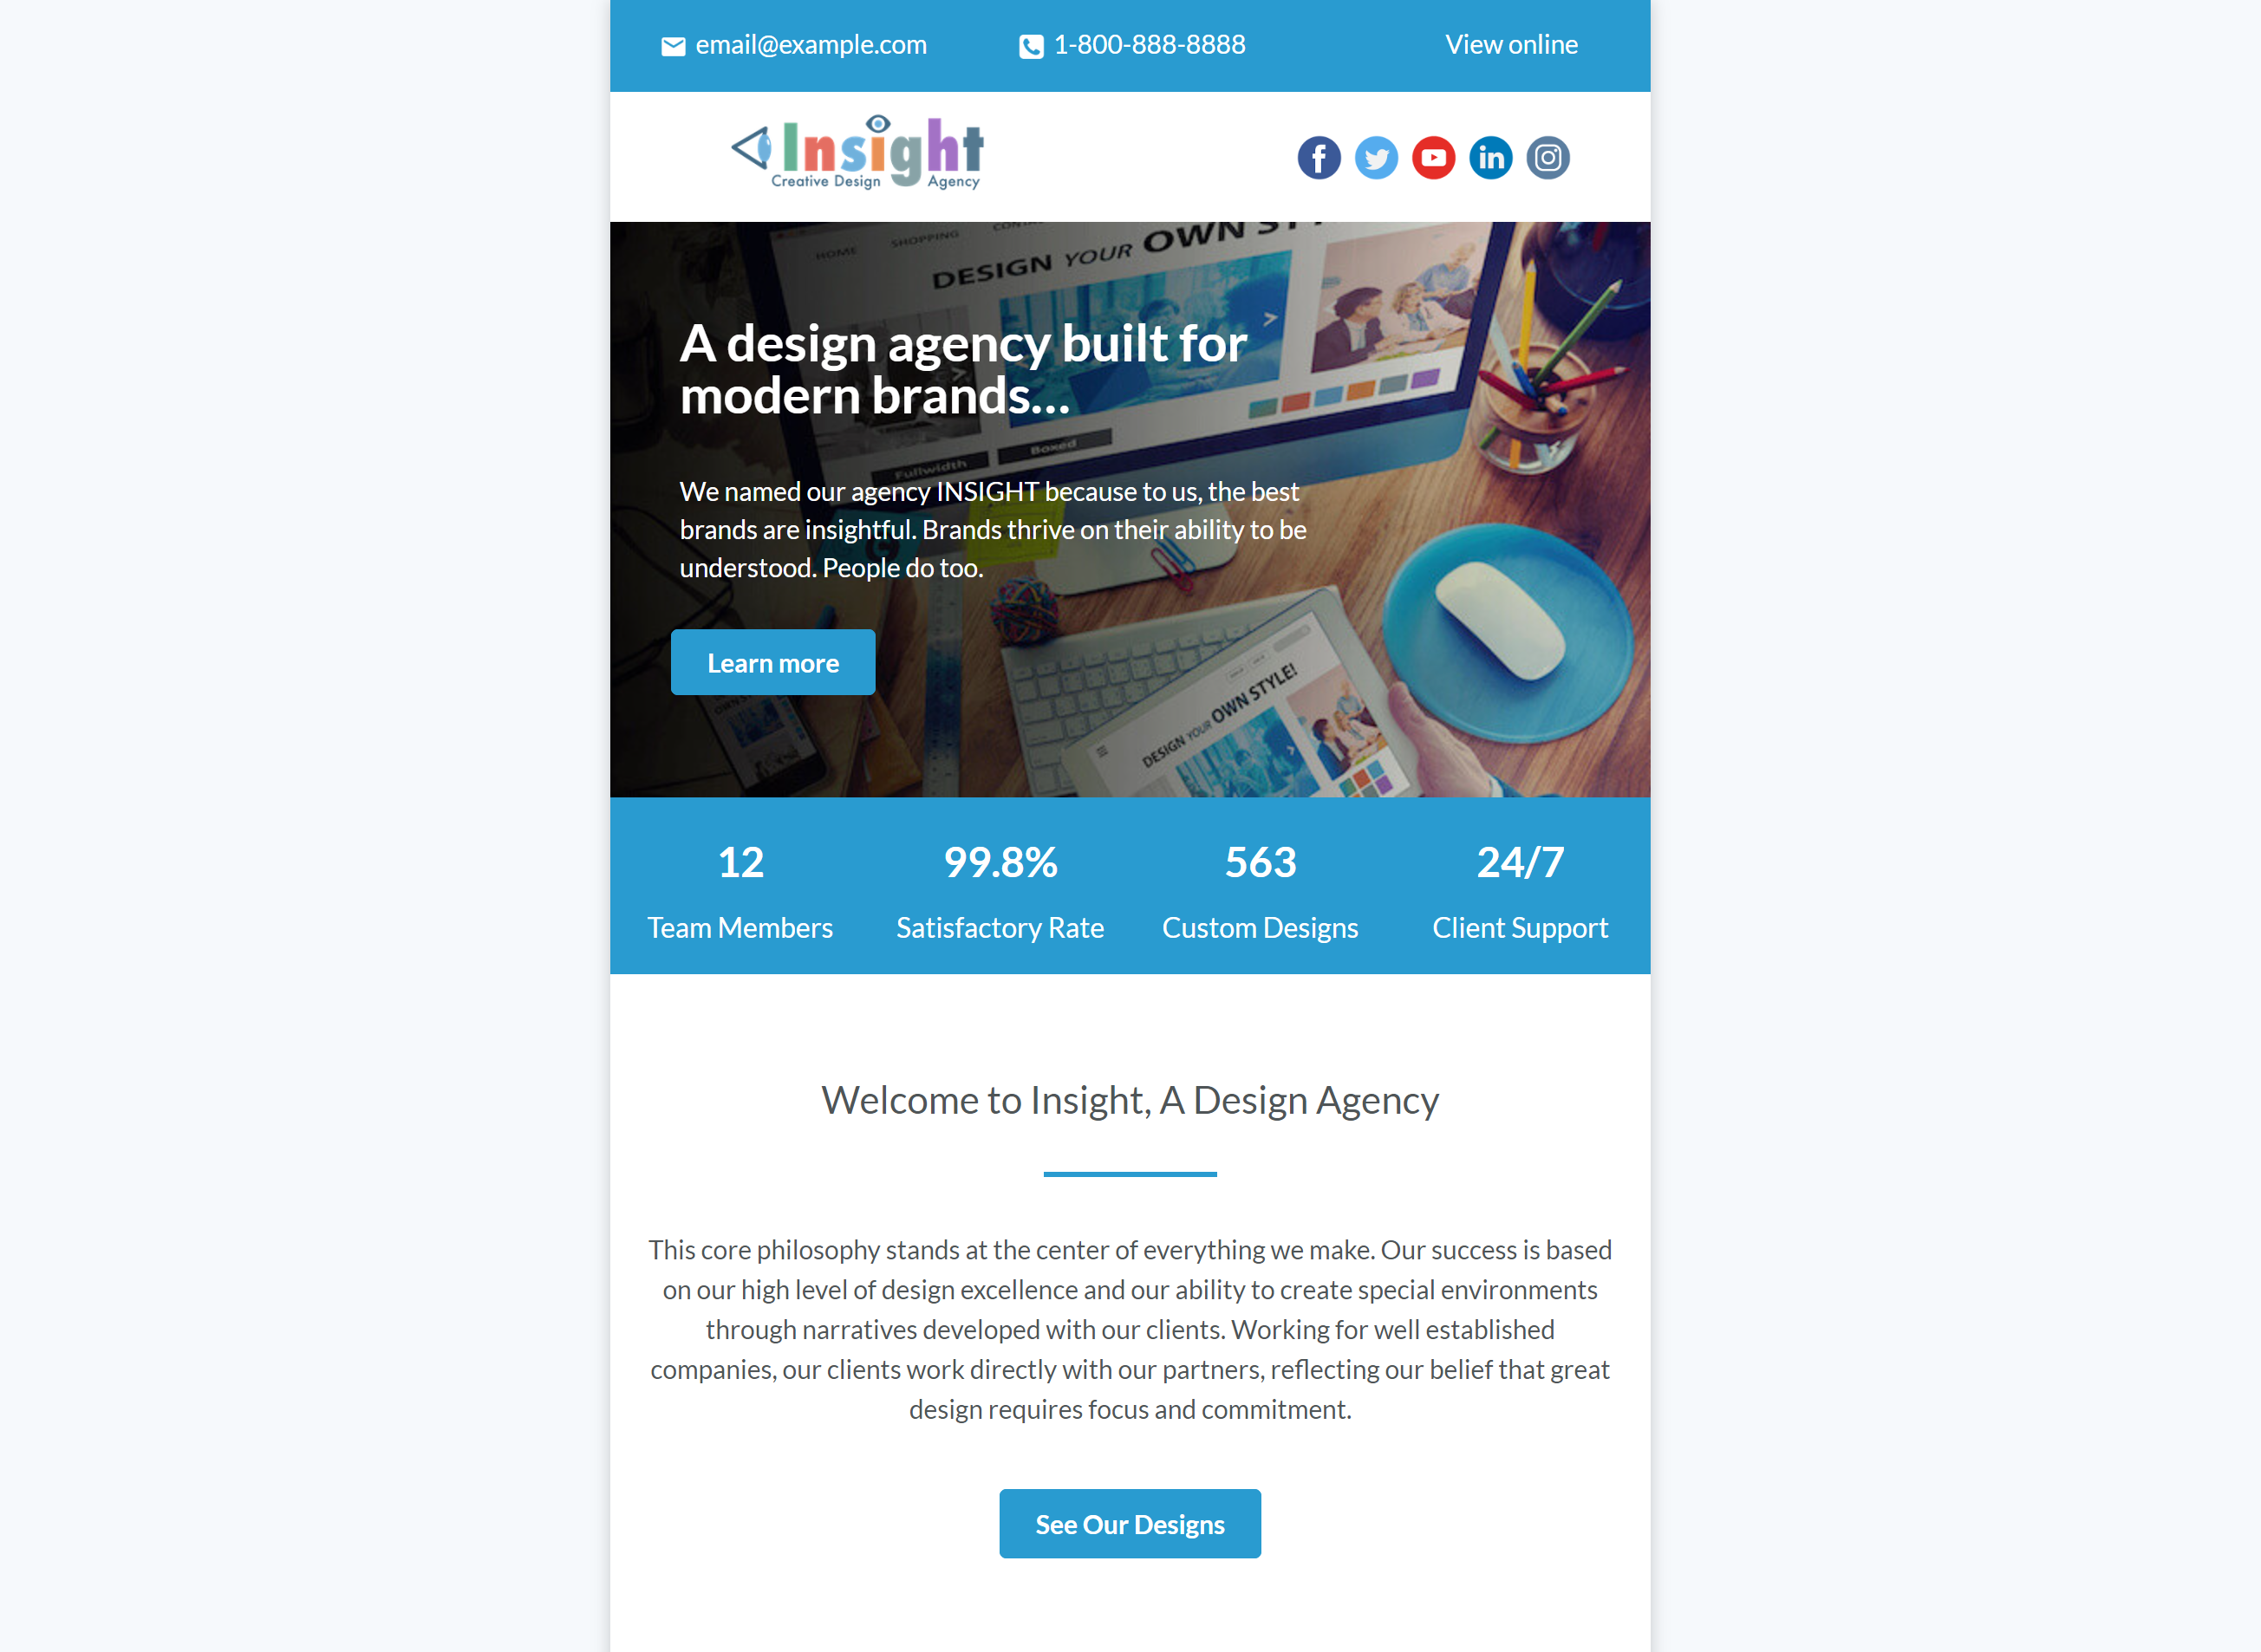 email@example.com
1-800-888-8888
View online
Insight
Creative Design Agency
HOME SHOPPING
DESIGN YOUR OWN
A design agency built for
modern brands...
Fullwidth Boxed
We named our agency INSIGHT because to us, the best
brands are insightful. Brands thrive on their ability to be
understood. People do too.
Learn more
DESIGN YOUR OWN STYLE!
12
Team Members
99.8%
Satisfactory Rate
563
Custom Designs
24/7
Client Support
Welcome to Insight, A Design Agency
This core philosophy stands at the center of everything we make. Our success is based
on our high level of design excellence and our ability to create special environments
through narratives developed with our clients. Working for well established
companies, our clients work directly with our partners, reflecting our belief that great
design requires focus and commitment.
See Our Designs